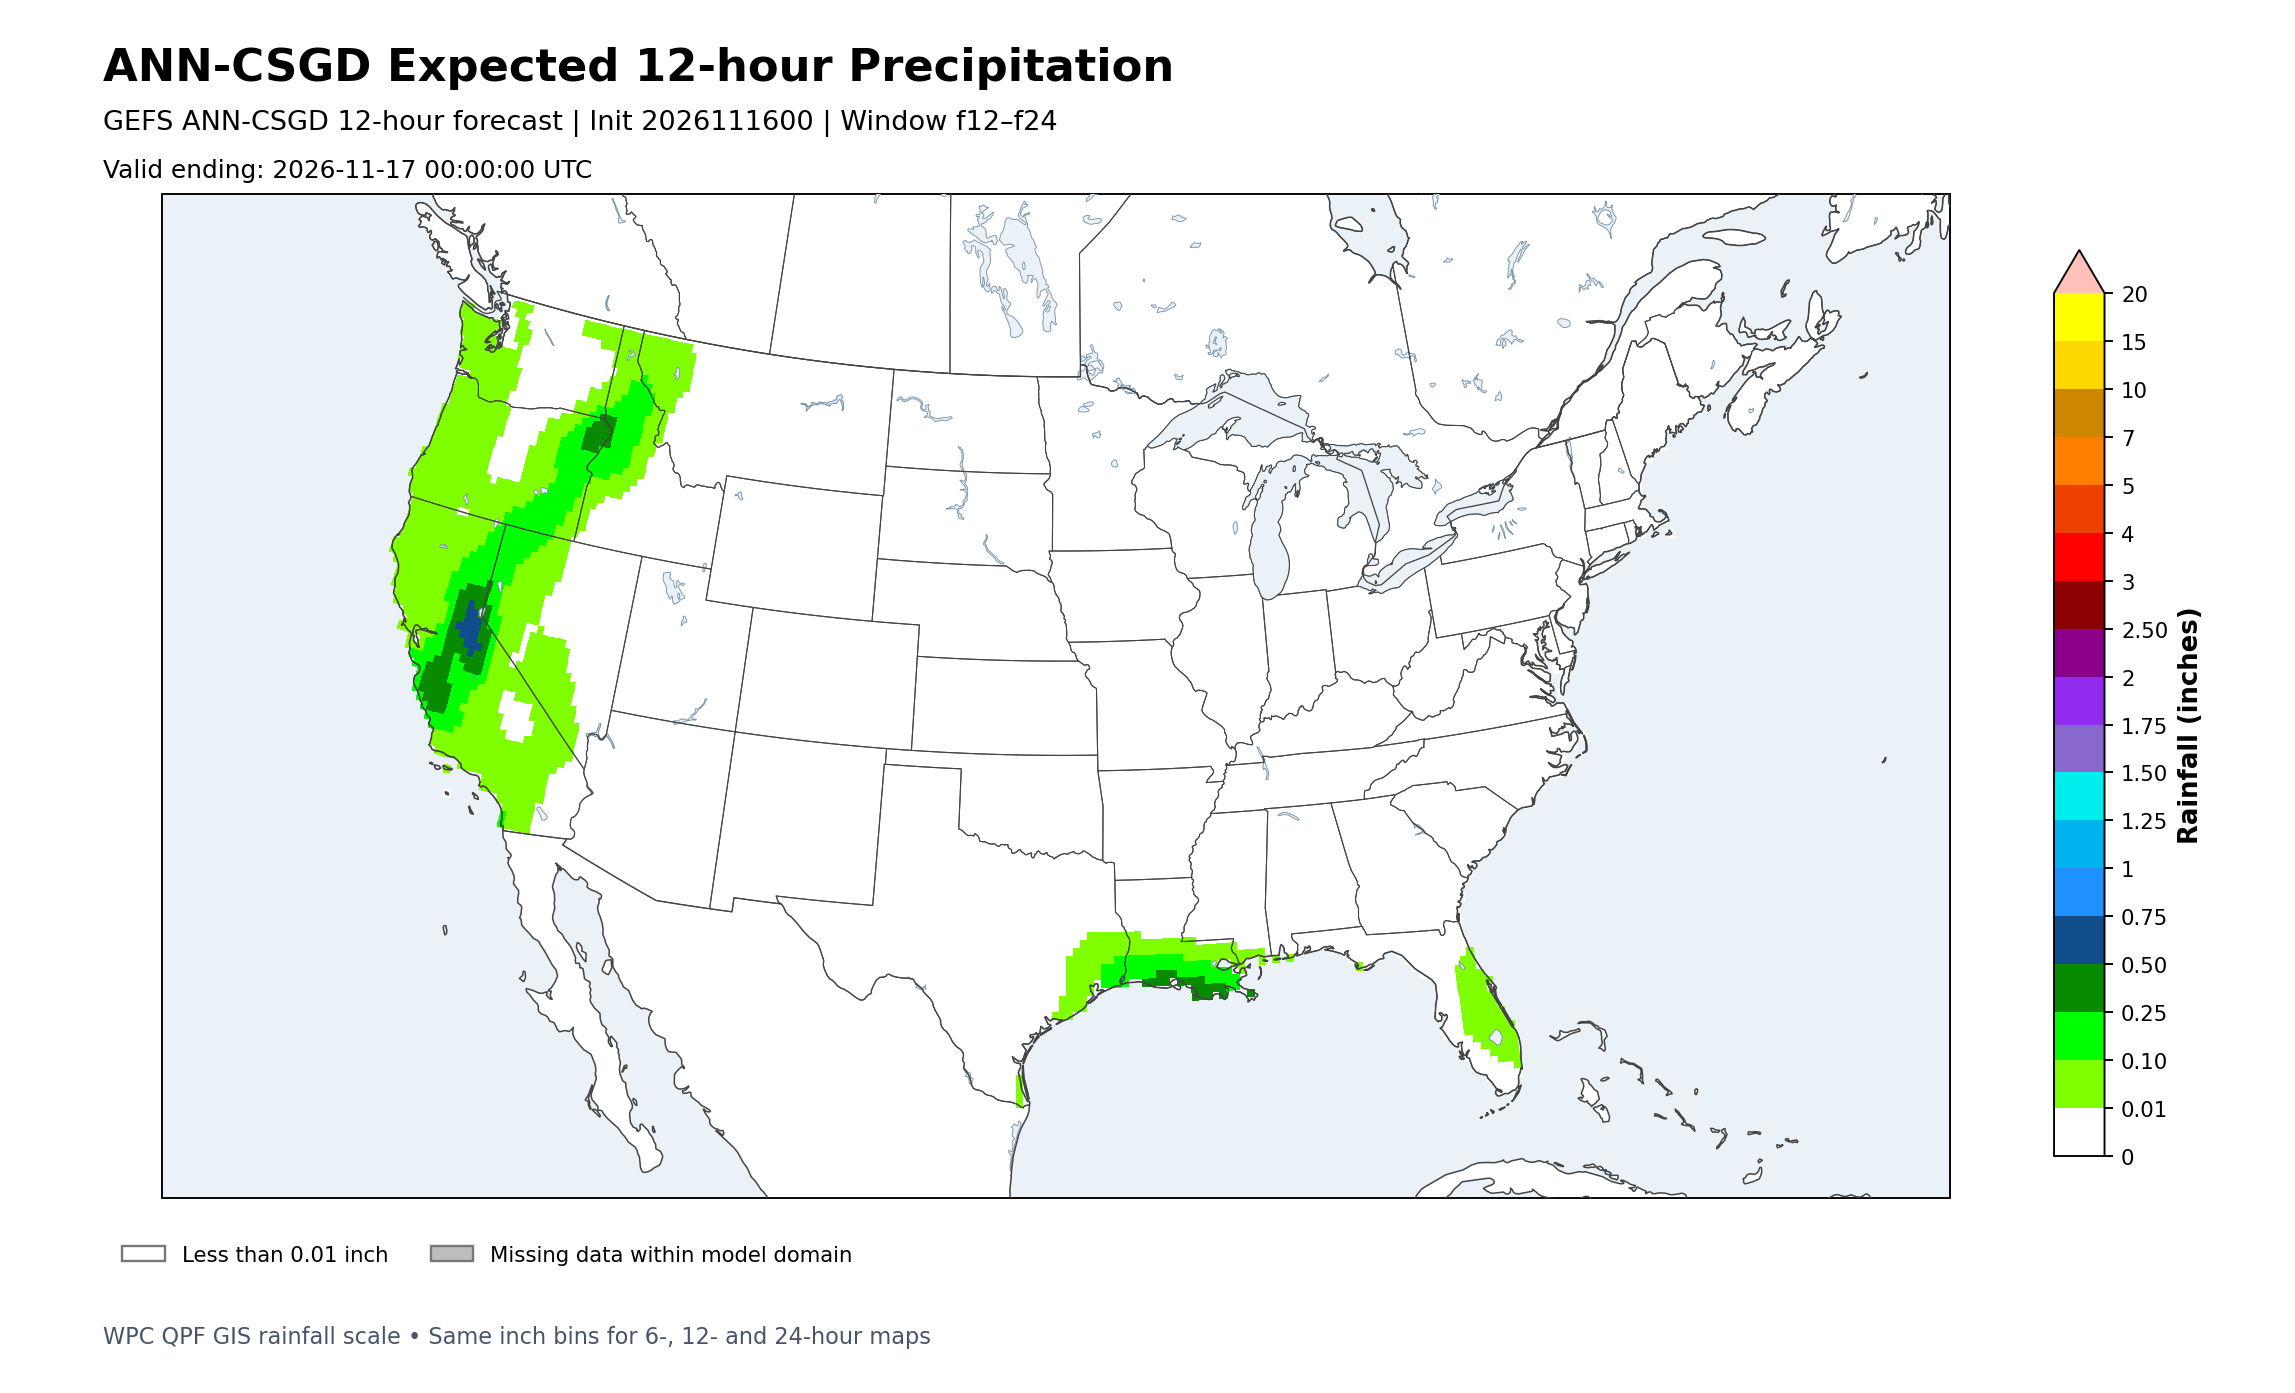 ANN-CSGD Expected 12-hour Precipitation
GEFS ANN-CSGD 12-hour forecast | Init 2026111600 | Window f12–f24
Valid ending: 2026-11-17 00:00:00 UTC
20
15
10
7
5
4
3
2.50
2
1.75
1.50
1.25
1
0.75
0.50
0.25
0.10
0.01
0
Rainfall (inches)
Less than 0.01 inch
Missing data within model domain
WPC QPF GIS rainfall scale • Same inch bins for 6-, 12- and 24-hour maps